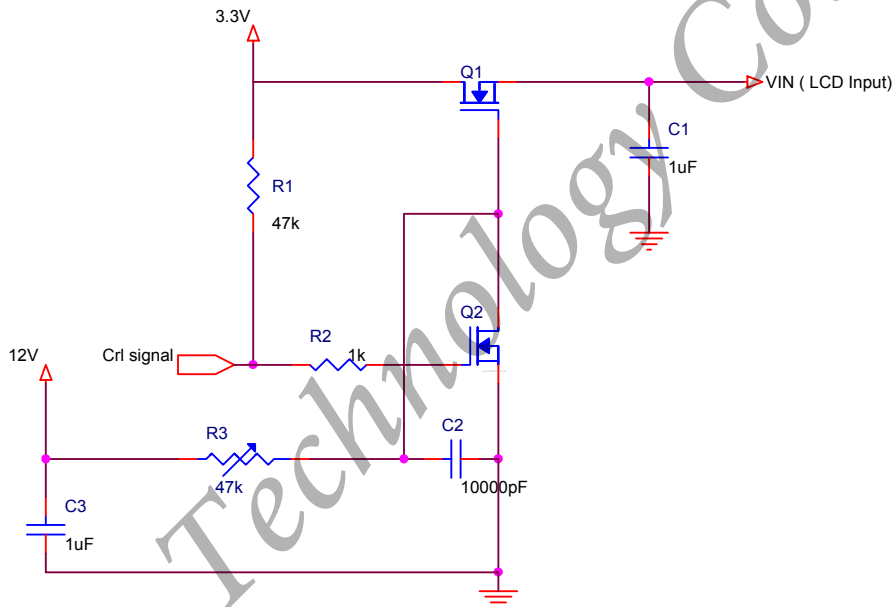 3.3V
Q1
VIN ( LCD Input)
C1
1uF
R1
47k
Q2
R2
1k
12V
Crl signal
R3
47k
C2
10000pF
C3
1uF
Technology Co